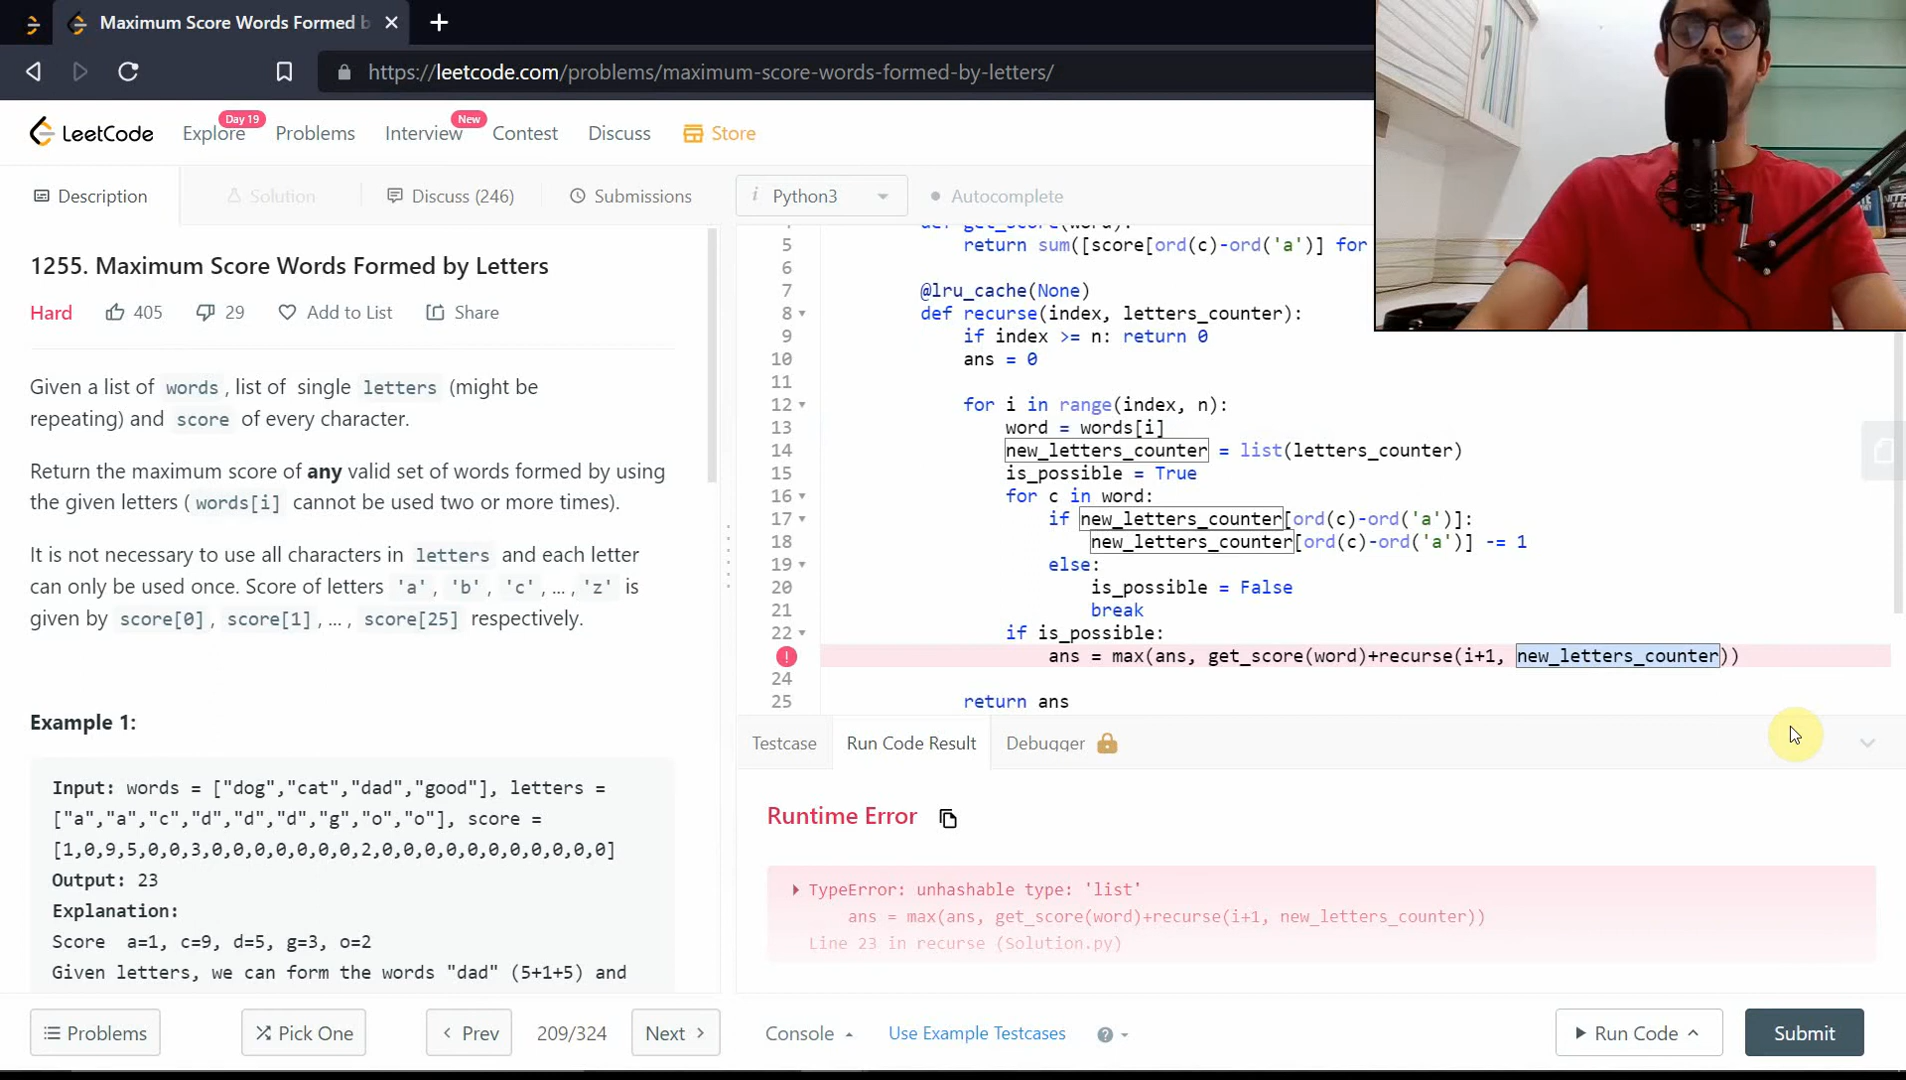 Maximum Score Words Formed b
https://leetcode.com/problems/maximum-score-words-formed-by-letters/
LeetCode Explore Day 19 Problems Interview New Contest Discuss Store
Description Solution Discuss (246) Submissions
i Python3 Autocomplete
1255. Maximum Score Words Formed by Letters
Hard 405 29 Add to List Share
Given a list of words, list of single letters (might be
repeating) and score of every character.
Return the maximum score of any valid set of words formed by using
the given letters (words[i] cannot be used two or more times).
It is not necessary to use all characters in letters and each letter
can only be used once. Score of letters 'a', 'b', 'c', ... ,'z' is
given by score[0], score[1], ... , score[25] respectively.
Example 1:
Input: words = ["dog","cat","dad","good"], letters =
["a","a","c","d","d","d","g","o","o"], score =
[1,0,9,5,0,0,3,0,0,0,0,0,0,0,2,0,0,0,0,0,0,0,0,0,0,0]
Output: 23
Explanation:
Score a=1, c=9, d=5, g=3, o=2
Given letters, we can form the words "dad" (5+1+5) and
def get_score(word):
5 return sum([score[ord(c)-ord('a')] for
6
7 @lru_cache(None)
8 def recurse(index, letters_counter):
9 if index >= n: return 0
10 ans = 0
11
12 for i in range(index, n):
13 word = words[i]
14 new_letters_counter = list(letters_counter)
15 is_possible = True
16 for c in word:
17 if new_letters_counter[ord(c)-ord('a')]:
18 new_letters_counter[ord(c)-ord('a')] -= 1
19 else:
20 is_possible = False
21 break
22 if is_possible:
! ans = max(ans, get_score(word)+recurse(i+1, new_letters_counter))
24
25 return ans
Testcase Run Code Result Debugger
Runtime Error
TypeError: unhashable type: 'list'
ans = max(ans, get_score(word)+recurse(i+1, new_letters_counter))
Line 23 in recurse (Solution.py)
Problems Pick One Prev 209/324 Next Console Use Example Testcases ? Run Code Submit